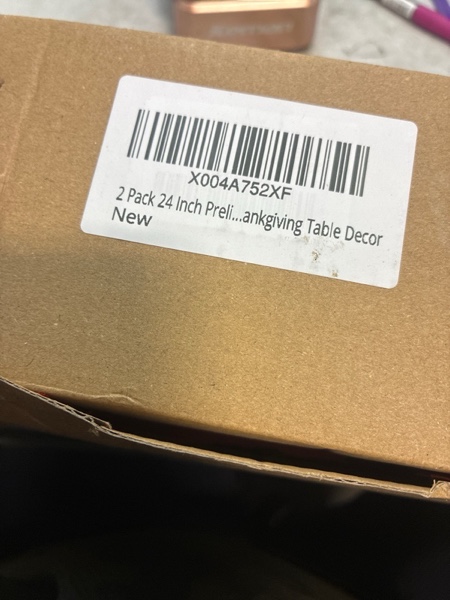 X004A752XF
2 Pack 24 Inch Preli...ankgiving Table Decor
New